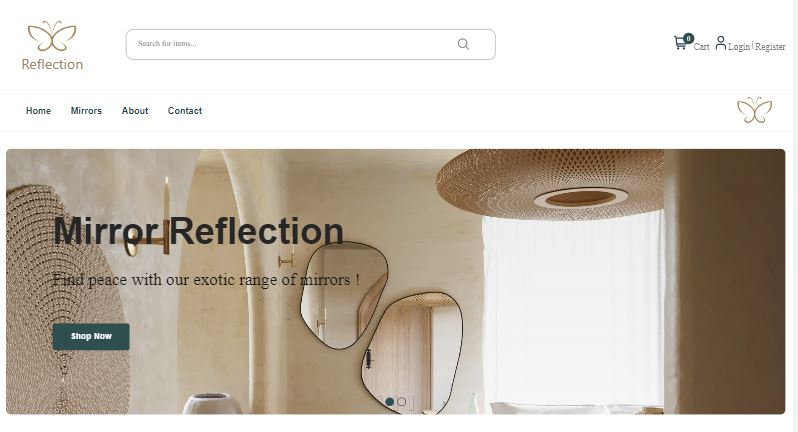 Reflection
Search for items...
0
Cart
Login | Register
Home Mirrors About Contact
Mirror Reflection
Find peace with our exotic range of mirrors !
Shop Now